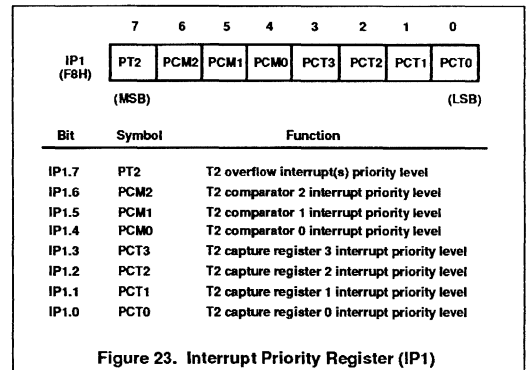 7 6 5 4 3 2 1 0
IP1 (F8H) PT2 PCM2 PCM1 PCM0 PCT3 PCT2 PCT1 PCT0
(MSB) (LSB)
Bit Symbol Function
IP1.7 PT2 T2 overflow interrupt(s) priority level
IP1.6 PCM2 T2 comparator 2 interrupt priority level
IP1.5 PCM1 T2 comparator 1 interrupt priority level
IP1.4 PCM0 T2 comparator 0 interrupt priority level
IP1.3 PCT3 T2 capture register 3 interrupt priority level
IP1.2 PCT2 T2 capture register 2 interrupt priority level
IP1.1 PCT1 T2 capture register 1 interrupt priority level
IP1.0 PCT0 T2 capture register 0 interrupt priority level
Figure 23. Interrupt Priority Register (IP1)